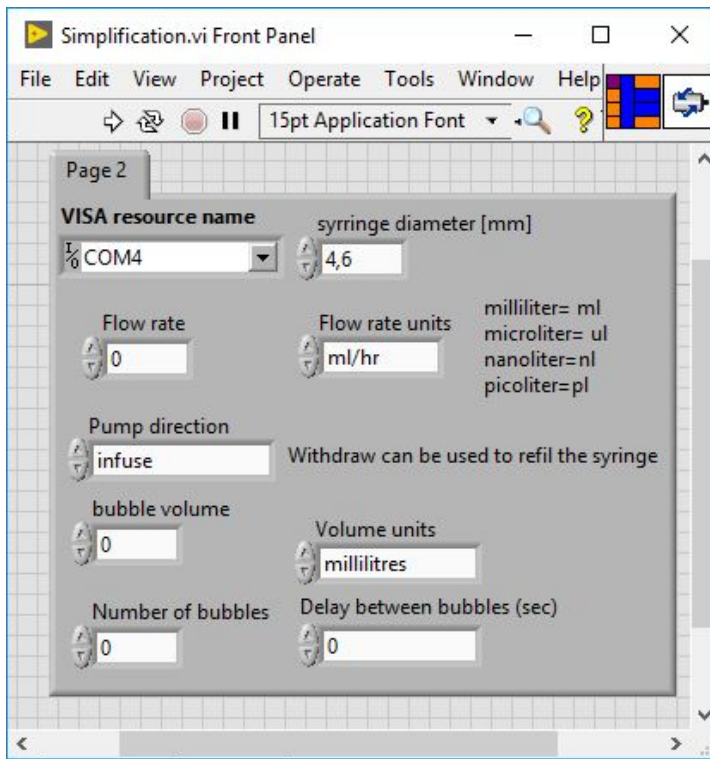 Simplification.vi Front Panel
File Edit View Project Operate Tools Window Help
15pt Application Font
Page 2
VISA resource name
syrringe diameter [mm]
I/O COM4
4,6
Flow rate
Flow rate units
milliliter= ml
microliter= ul
nanoliter=nl
picoliter=pl
0
ml/hr
Pump direction
infuse
Withdraw can be used to refil the syringe
bubble volume
0
Volume units
millilitres
Number of bubbles
Delay between bubbles (sec)
0
0